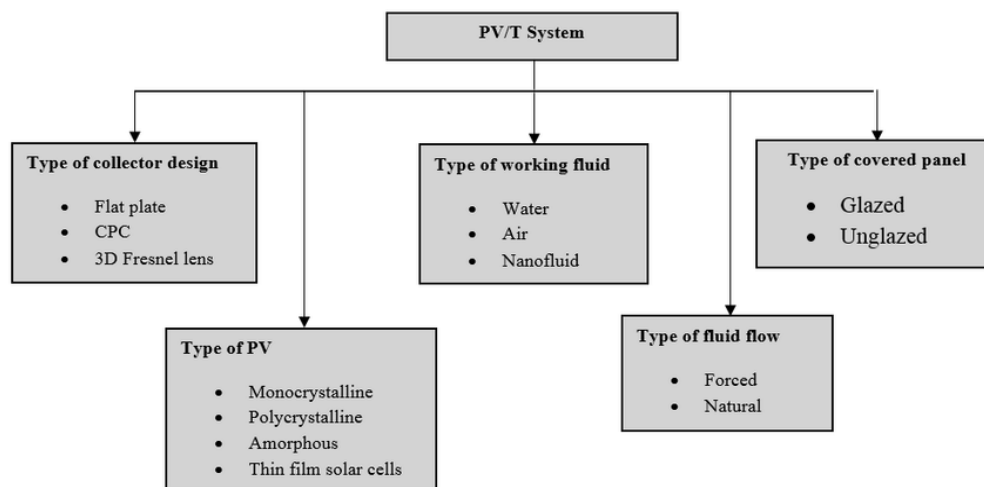 PV/T System
Type of collector design
• Flat plate
• CPC
• 3D Fresnel lens
Type of working fluid
• Water
• Air
• Nanofluid
Type of covered panel
• Glazed
• Unglazed
Type of PV
• Monocrystalline
• Polycrystalline
• Amorphous
• Thin film solar cells
Type of fluid flow
• Forced
• Natural